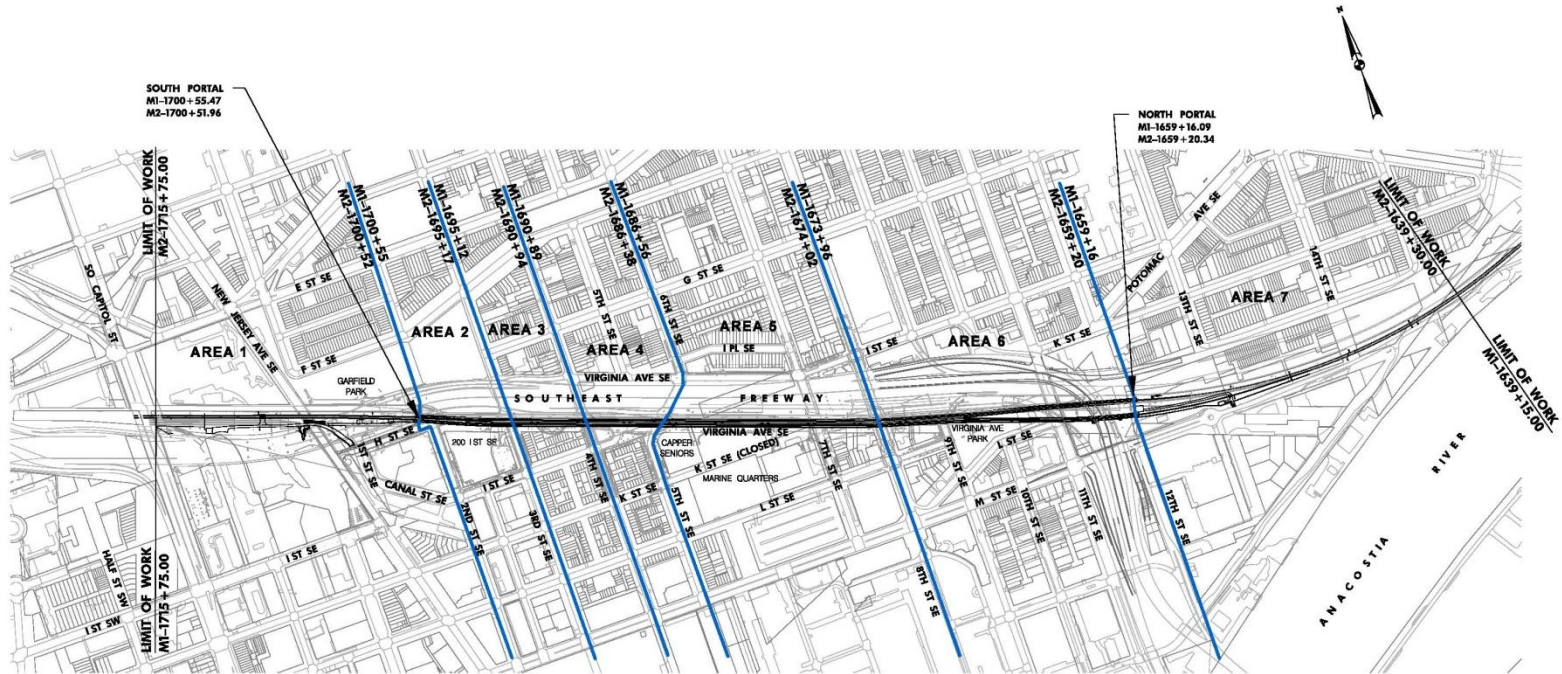 N
SOUTH PORTAL
M1-1700+55.47
M2-1700+51.96
NORTH PORTAL
M1-1659+16.09
M2-1659+20.34
LIMIT OF WORK
M2-1715+75.00
M1-1700+55
M2-1700+52
M1-1695+12
M2-1695+17
M1-1690+89
M2-1690+94
M1-1686+56
M2-1686+38
M1-1673+96
M2-1674+02
M1-1659+16
M2-1659+20
LIMIT OF WORK
M2-1639+30.00
LIMIT OF WORK
M1-1639+15.00
SO CAPITOL ST
NEW JERSEY AVE SE
E ST SE
F ST SE
G ST SE
5TH ST SE
6TH ST SE
I PL SE
I ST SE
K ST SE
POTOMAC AVE SE
13TH ST SE
14TH ST SE
AREA 1
AREA 2
AREA 3
AREA 4
AREA 5
AREA 6
AREA 7
GARFIELD
PARK
VIRGINIA AVE SE
SOUTHEAST FREEWAY
VIRGINIA AVE SE
H ST SE
1ST ST SE
200 I ST SE
CANAL ST SE
I ST SE
2ND ST SE
3RD ST SE
4TH ST SE
K ST SE
CAPPER
SENIORS
K ST SE (CLOSED)
MARINE QUARTERS
5TH ST SE
L ST SE
7TH ST SE
8TH ST SE
9TH ST SE
VIRGINIA AVE
PARK
L ST SE
M ST SE
10TH ST SE
11TH ST SE
12TH ST SE
I ST SE
HALF ST SW
I ST SW
LIMIT OF WORK
M1-1715+75.00
ANACOSTIA RIVER